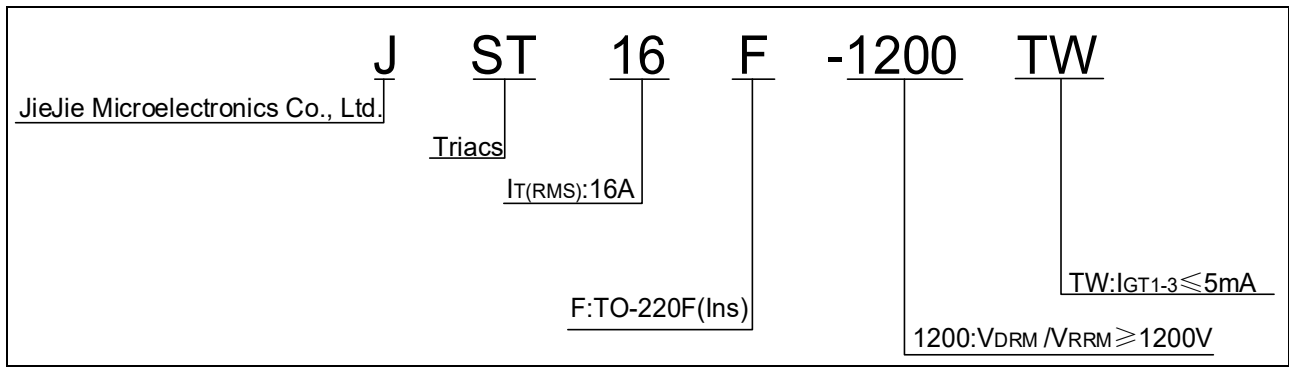 J ST 16 F -1200 TW
JieJie Microelectronics Co., Ltd.
Triacs
IT(RMS):16A
TW:IGT1-3≤5mA
F:TO-220F(Ins)
1200:VDRM /VRRM≥1200V